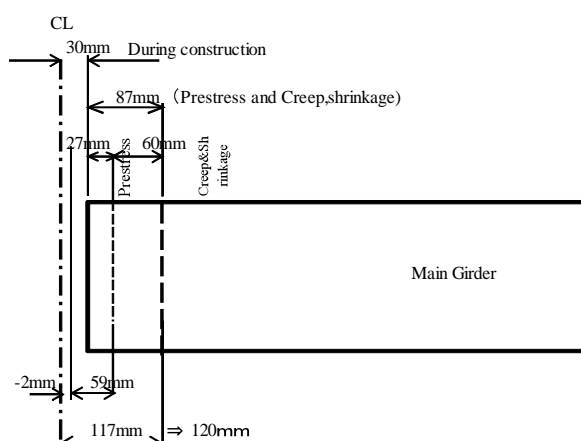 CL
30mm During construction
87mm （Prestress and Creep,shrinkage)
27mm 60mm
Prestress
Creep&Sh
rinkage
Main Girder
-2mm 59mm
117mm ⇒ 120mm